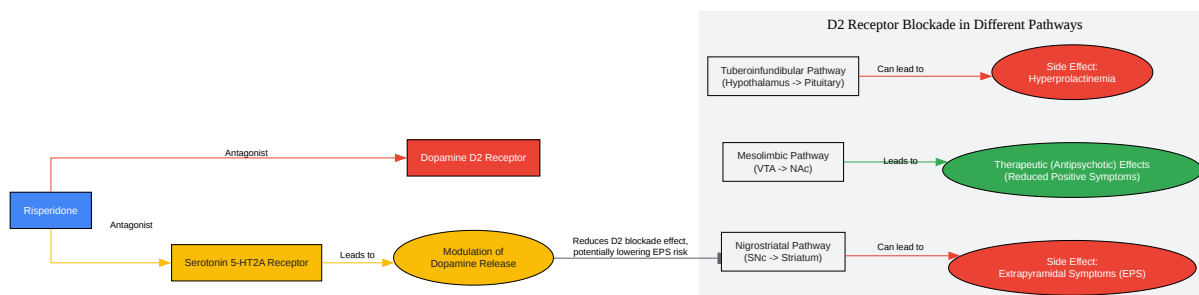 D2 Receptor Blockade in Different Pathways
Tuberoinfundibular Pathway
(Hypothalamus -> Pituitary)
Can lead to
Side Effect:
Hyperprolactinemia
Antagonist
Dopamine D2 Receptor
Mesolimbic Pathway
(VTA -> NAc)
Leads to
Therapeutic (Antipsychotic) Effects
(Reduced Positive Symptoms)
Risperidone
Antagonist
Serotonin 5-HT2A Receptor
Leads to
Modulation of
Dopamine Release
Reduces D2 blockade effect,
potentially lowering EPS risk
Nigrostriatal Pathway
(SNc -> Striatum)
Can lead to
Side Effect:
Extrapyramidal Symptoms (EPS)